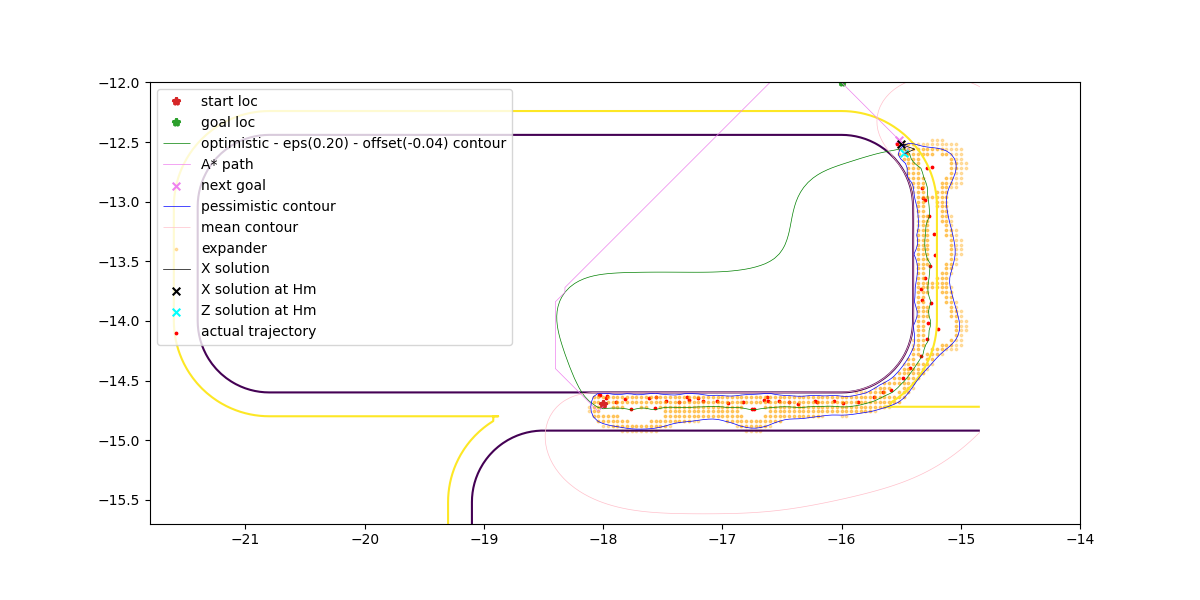 −12.0
−12.5
−13.0
−13.5
−14.0
−14.5
−15.0
−15.5
start loc
goal loc
optimistic - eps(0.20) - offset(-0.04) contour
A* path
next goal
pessimistic contour
mean contour
expander
X solution
X solution at Hm
Z solution at Hm
actual trajectory
−21 −20 −19 −18 −17 −16 −15 −14